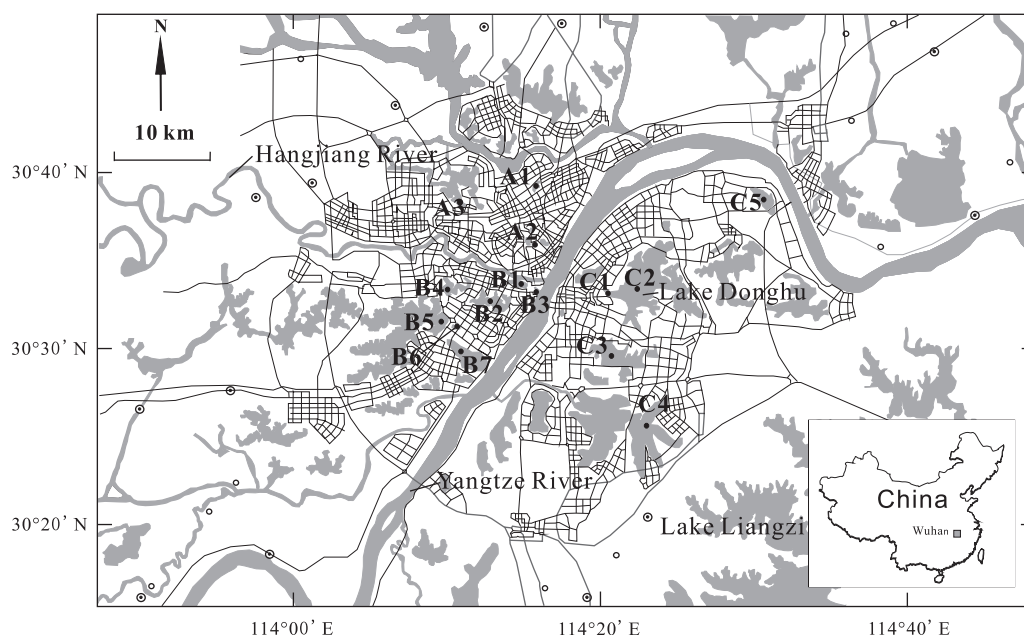 N
10 km
30°40' N
30°30' N
30°20' N
Hangjiang River
A1
A3
A2
C5
B1
C1
C2
B4
B3
Lake Donghu
B2
B5
C3
B6
B7
C4
Yangtze River
Lake Liangzi
China
Wuhan
114°00' E
114°20' E
114°40' E